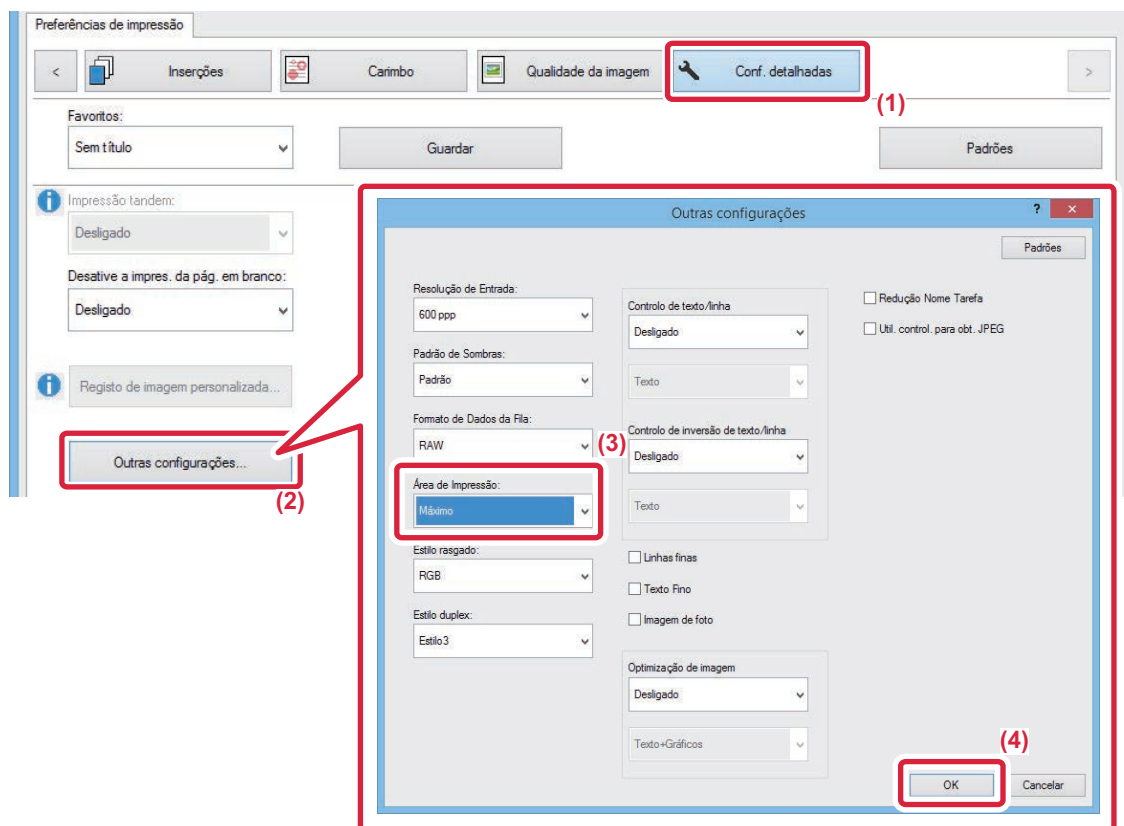 Preferências de impressão
<
Inserções
Carimbo
Qualidade da imagem
Conf. detalhadas
>
(1)
Favoritos:
Sem título
Guardar
Padrões
Impressão tandem:
Desligado
Desative a impres. da pág. em branco:
Desligado
Registo de imagem personalizada...
Outras configurações...
(2)
Outras configurações
?
×
Padrões
Resolução de Entrada:
600 ppp
Padrão de Sombras:
Padrão
Formato de Dados da Fila:
RAW
(3)
Área de Impressão:
Máximo
Estilo rasgado:
RGB
Estilo duplex:
Estilo3
Controlo de texto/linha
Desligado
Texto
Controlo de inversão de texto/linha
Desligado
Texto
Linhas finas
Texto Fino
Imagem de foto
Optimização de imagem
Desligado
Texto+Gráficos
Redução Nome Tarefa
Util. control. para obt. JPEG
(4)
OK
Cancelar